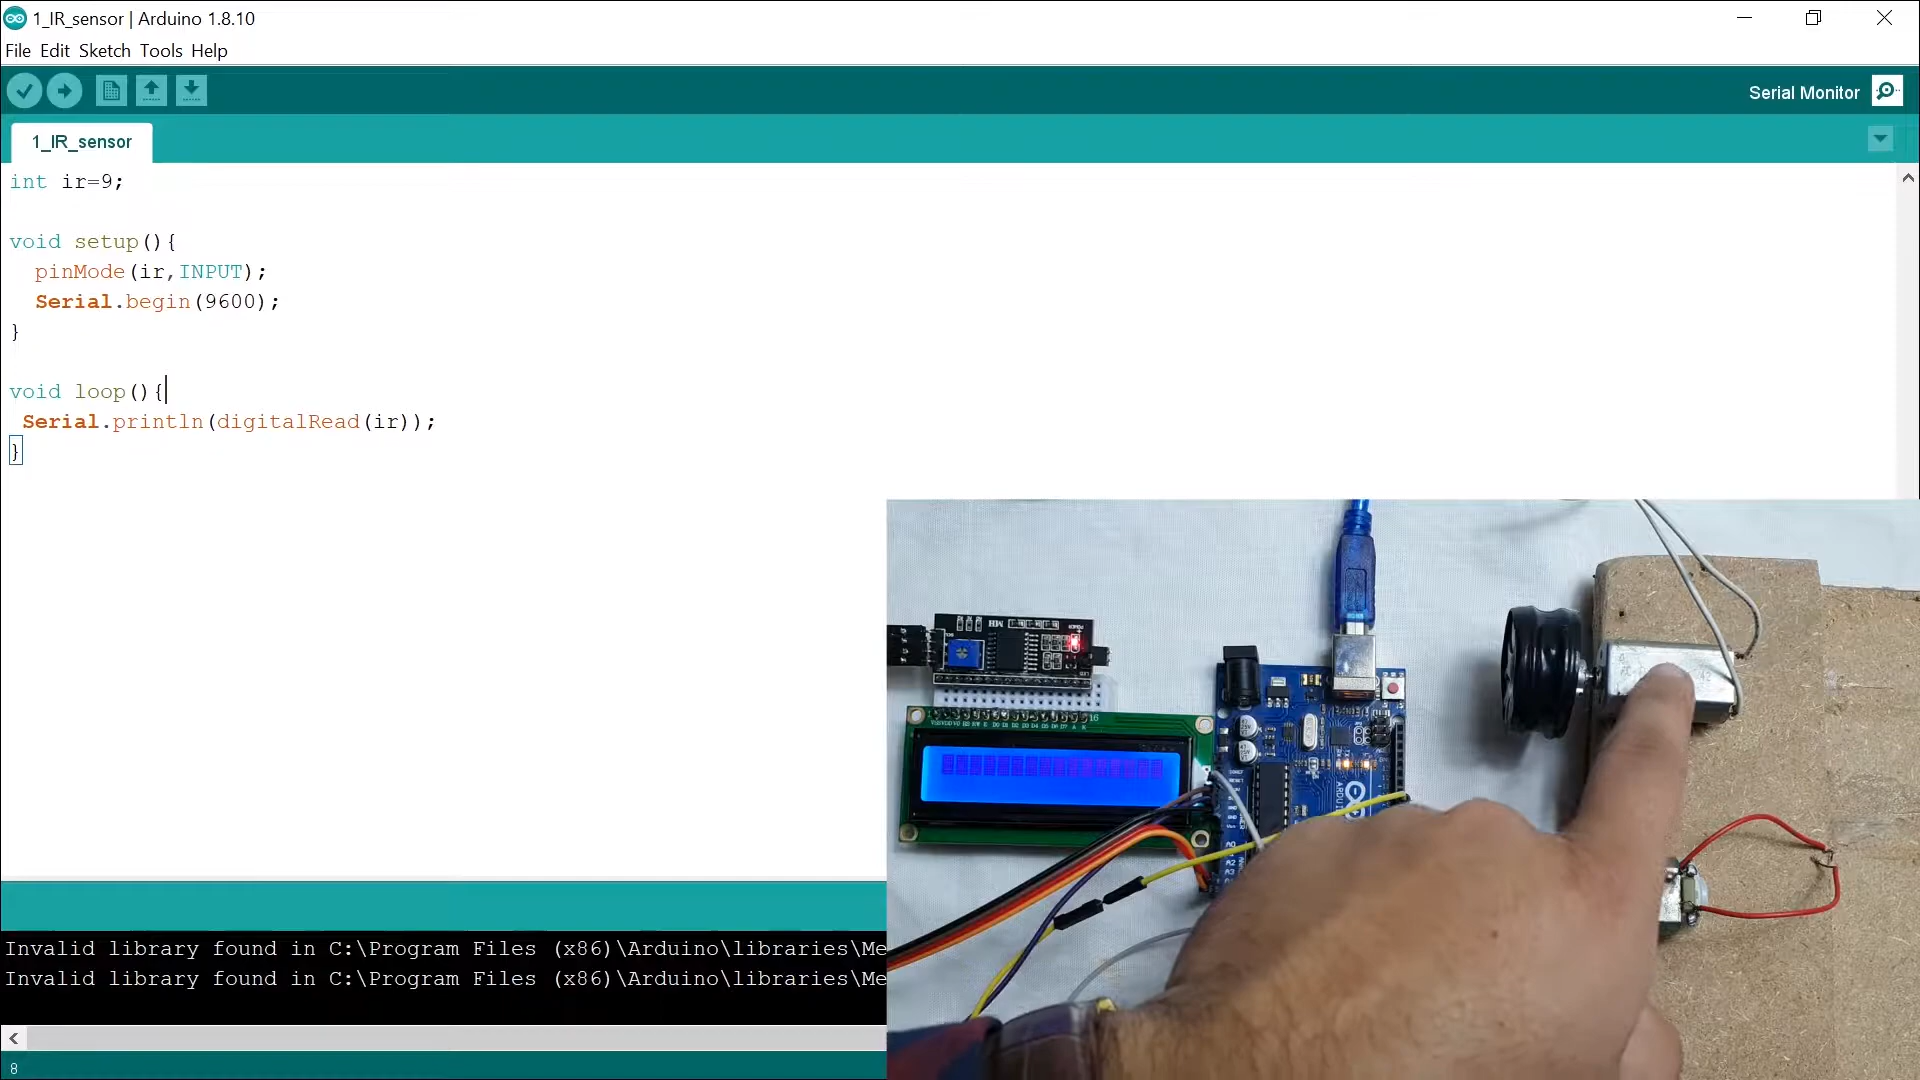 1_IR_sensor | Arduino 1.8.10
File Edit Sketch Tools Help
Serial Monitor
1_IR_sensor
int ir=9;
void setup(){
pinMode(ir,INPUT);
Serial.begin(9600);
}
void loop(){
Serial.println(digitalRead(ir));
}
Invalid library found in C:\Program Files (x86)\Arduino\libraries\Me
Invalid library found in C:\Program Files (x86)\Arduino\libraries\Me
8
MH
16